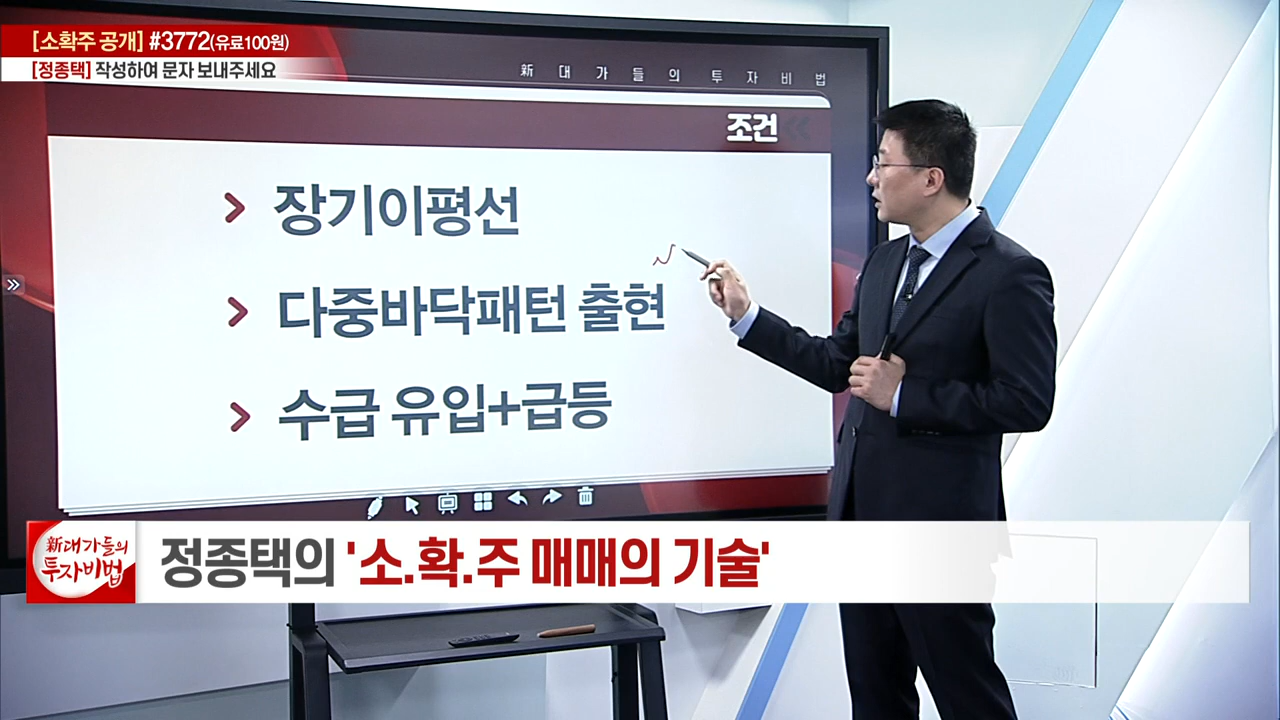 [소확주 공개] #3772(유료100원)
[정종택] 작성하여 문자 보내주세요
新 대 가 들 의 투 자 비 법
조건
장기이평선
다중바닥패턴 출현
수급 유입+급등
新대가들의
투자비법
정종택의 '소.확.주 매매의 기술'